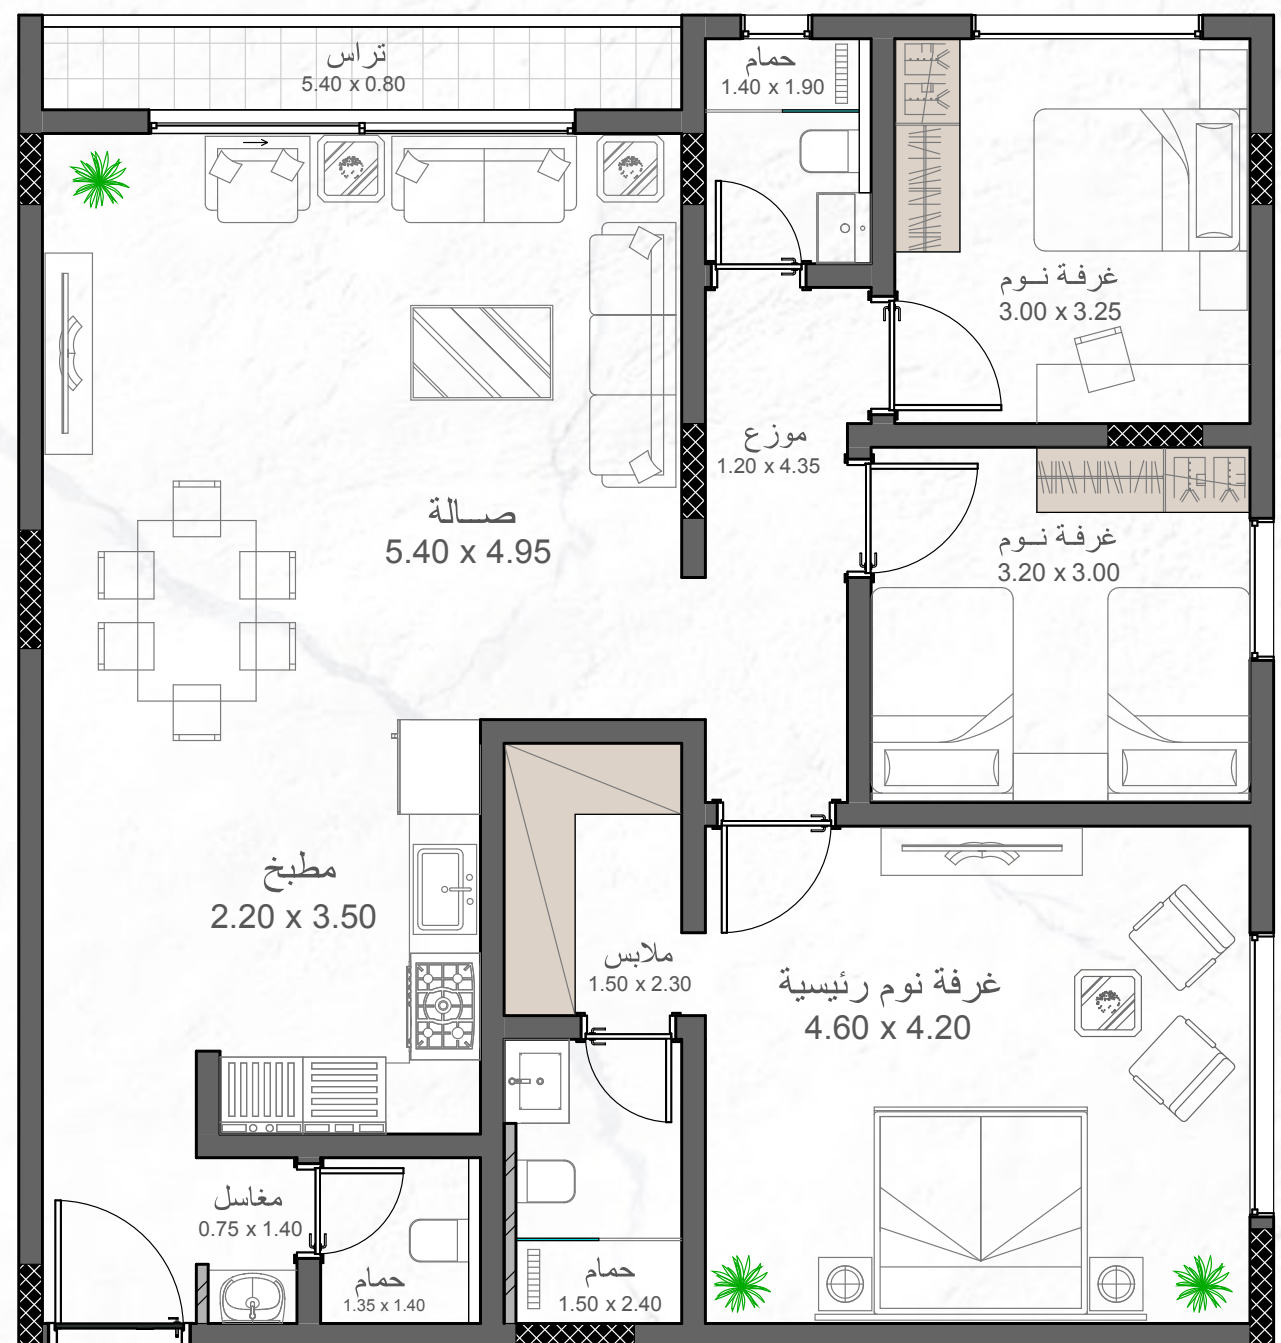 تراس
5.40 x 0.80
حمام
1.40 x 1.90
غرفة نوم
3.00 x 3.25
موزع
1.20 x 4.35
صالة
5.40 x 4.95
غرفة نوم
3.20 x 3.00
مطبخ
2.20 x 3.50
ملابس
1.50 x 2.30
غرفة نوم رئيسية
4.60 x 4.20
مغاسل
0.75 x 1.40
حمام
1.35 x 1.40
حمام
1.50 x 2.40